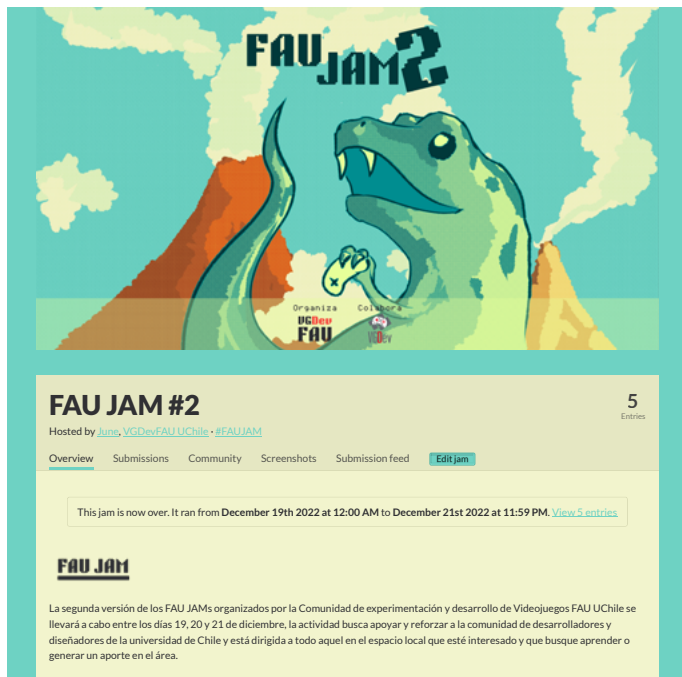 FAU JAM 2
Organiza Colabora
VGDev
FAU
VGDev
FAU JAM #2
5
Entries
Hosted by June, VGDevFAU UChile · #FAUJAM
Overview Submissions Community Screenshots Submission feed Edit jam
This jam is now over. It ran from December 19th 2022 at 12:00 AM to December 21st 2022 at 11:59 PM. View 5 entries
FAU JAM
La segunda versión de los FAU JAMs organizados por la Comunidad de experimentación y desarrollo de Videojuegos FAU UChile se
llevará a cabo entre los días 19, 20 y 21 de diciembre, la actividad busca apoyar y reforzar a la comunidad de desarrolladores y
diseñadores de la universidad de Chile y está dirigida a todo aquel en el espacio local que esté interesado y que busque aprender o
generar un aporte en el área.